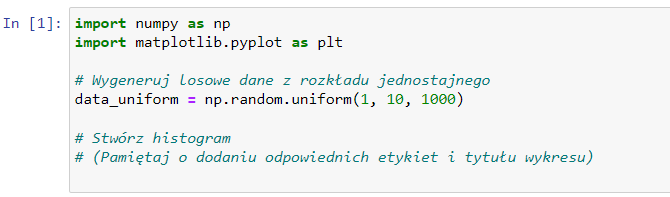 In [1]: import numpy as np
import matplotlib.pyplot as plt
# Wygeneruj losowe dane z rozkładu jednostajnego
data_uniform = np.random.uniform(1, 10, 1000)
# Stwórz histogram
# (Pamiętaj o dodaniu odpowiednich etykiet i tytułu wykresu)